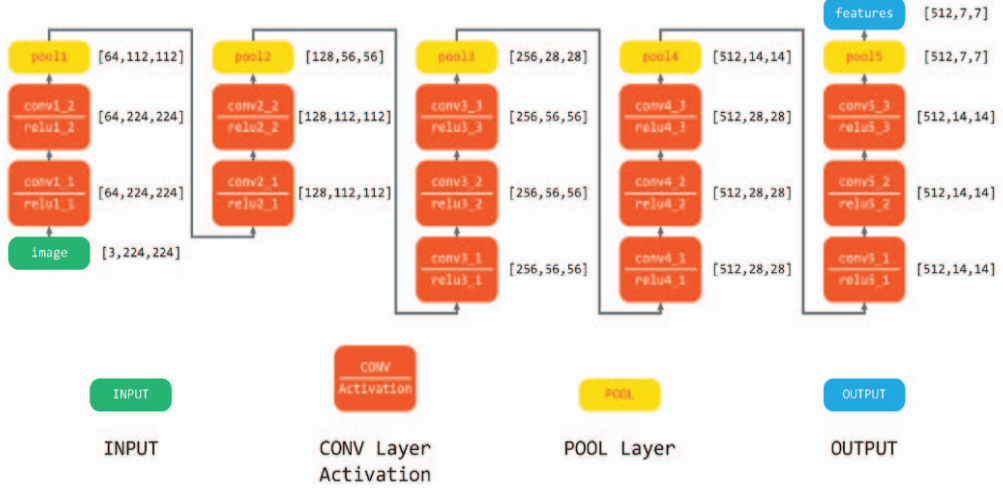 features [512,7,7]
pool1 [64,112,112] pool2 [128,56,56] pool3 [256,28,28] pool4 [512,14,14] pool5 [512,7,7]
conv1_2 [64,224,224] conv2_2 [128,112,112] conv3_3 [256,56,56] conv4_3 [512,28,28] conv5_3 [512,14,14]
relu1_2 relu2_2 relu3_3 relu4_3 relu5_3
conv1_1 [64,224,224] conv2_1 [128,112,112] conv3_2 [256,56,56] conv4_2 [512,28,28] conv5_2 [512,14,14]
relu1_1 relu2_1 relu3_2 relu4_2 relu5_2
image [3,224,224] conv3_1 [256,56,56] conv4_1 [512,28,28] conv5_1 [512,14,14]
relu3_1 relu4_1 relu5_1
CONV
Activation
INPUT POOL OUTPUT
INPUT CONV Layer POOL Layer OUTPUT
Activation